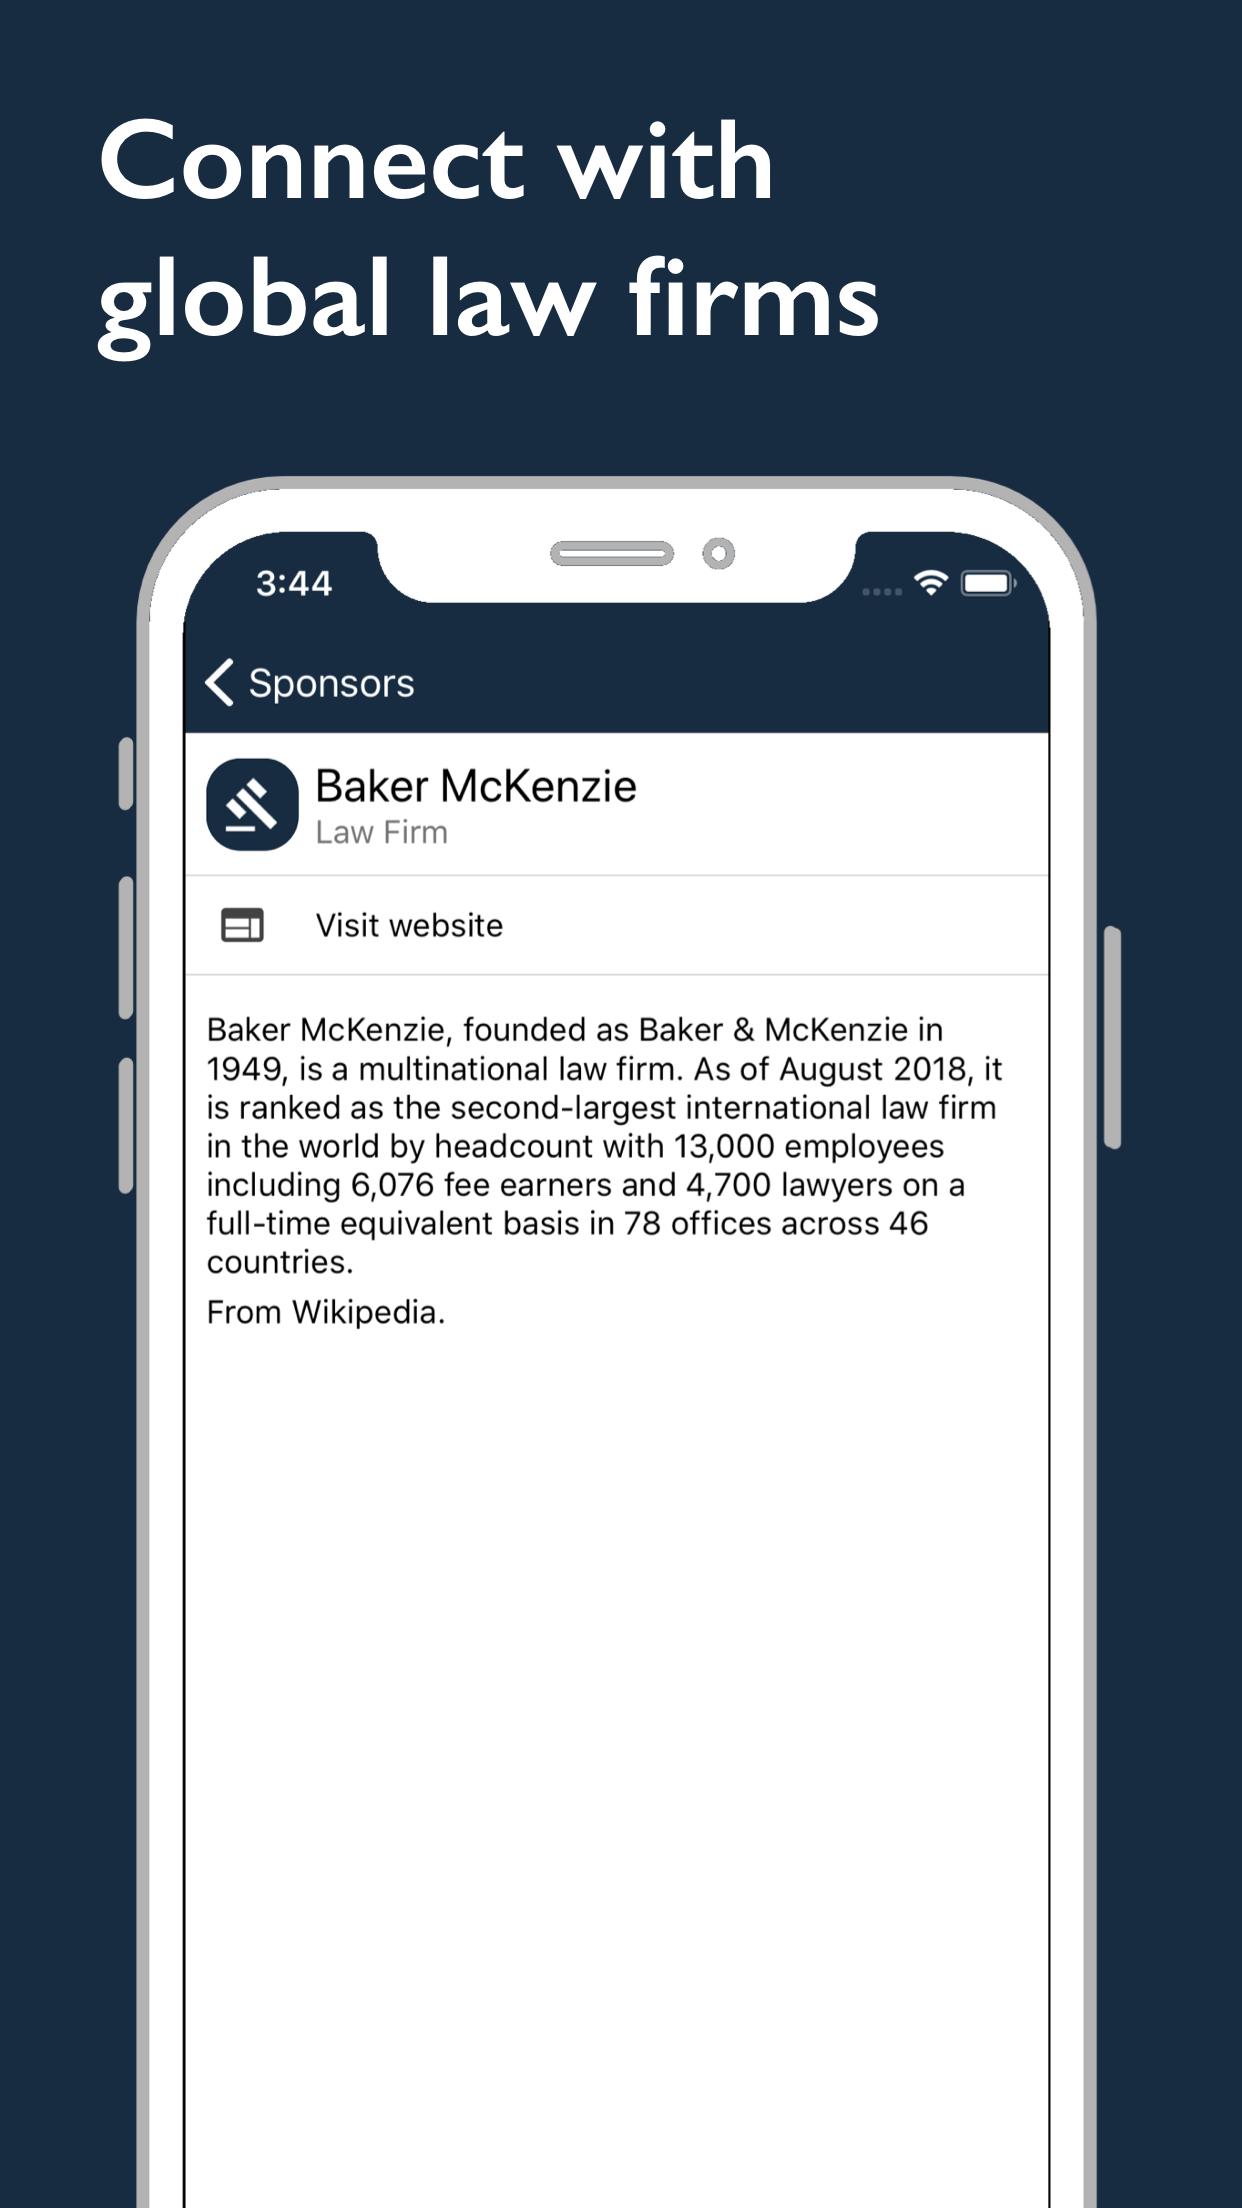 Connect with
global law firms
3:44
Sponsors
Baker McKenzie
Law Firm
Visit website
Baker McKenzie, founded as Baker & McKenzie in
1949, is a multinational law firm. As of August 2018, it
is ranked as the second-largest international law firm
in the world by headcount with 13,000 employees
including 6,076 fee earners and 4,700 lawyers on a
full-time equivalent basis in 78 offices across 46
countries.
From Wikipedia.